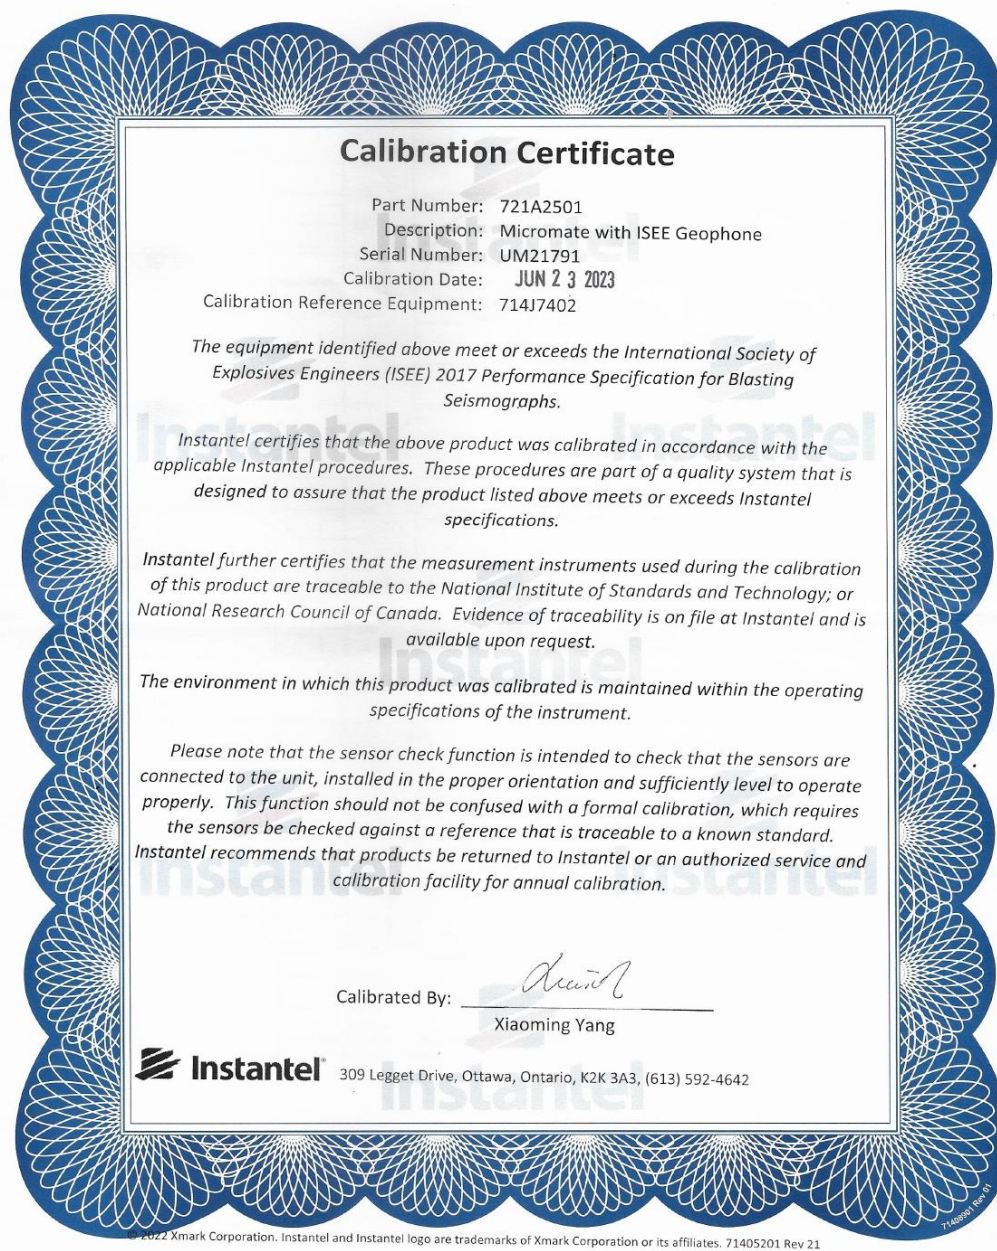 Calibration Certificate
Part Number: 721A2501
Description: Micromate with ISEE Geophone
Serial Number: UM21791
Calibration Date: JUN 23 2023
Calibration Reference Equipment: 714J7402
The equipment identified above meet or exceeds the International Society of
Explosives Engineers (ISEE) 2017 Performance Specification for Blasting
Seismographs.
Instantel certifies that the above product was calibrated in accordance with the
applicable Instantel procedures. These procedures are part of a quality system that is
designed to assure that the product listed above meets or exceeds Instantel
specifications.
Instantel further certifies that the measurement instruments used during the calibration
of this product are traceable to the National Institute of Standards and Technology; or
National Research Council of Canada. Evidence of traceability is on file at Instantel and is
available upon request.
The environment in which this product was calibrated is maintained within the operating
specifications of the instrument.
Please note that the sensor check function is intended to check that the sensors are
connected to the unit, installed in the proper orientation and sufficiently level to operate
properly. This function should not be confused with a formal calibration, which requires
the sensors be checked against a reference that is traceable to a known standard.
Instantel recommends that products be returned to Instantel or an authorized service and
calibration facility for annual calibration.
Calibrated By:
Xiaoming Yang
Instantel® 309 Legget Drive, Ottawa, Ontario, K2K 3A3, (613) 592-4642
71408901 Rev 01
© 2022 Xmark Corporation. Instantel and Instantel logo are trademarks of Xmark Corporation or its affiliates. 71405201 Rev 21